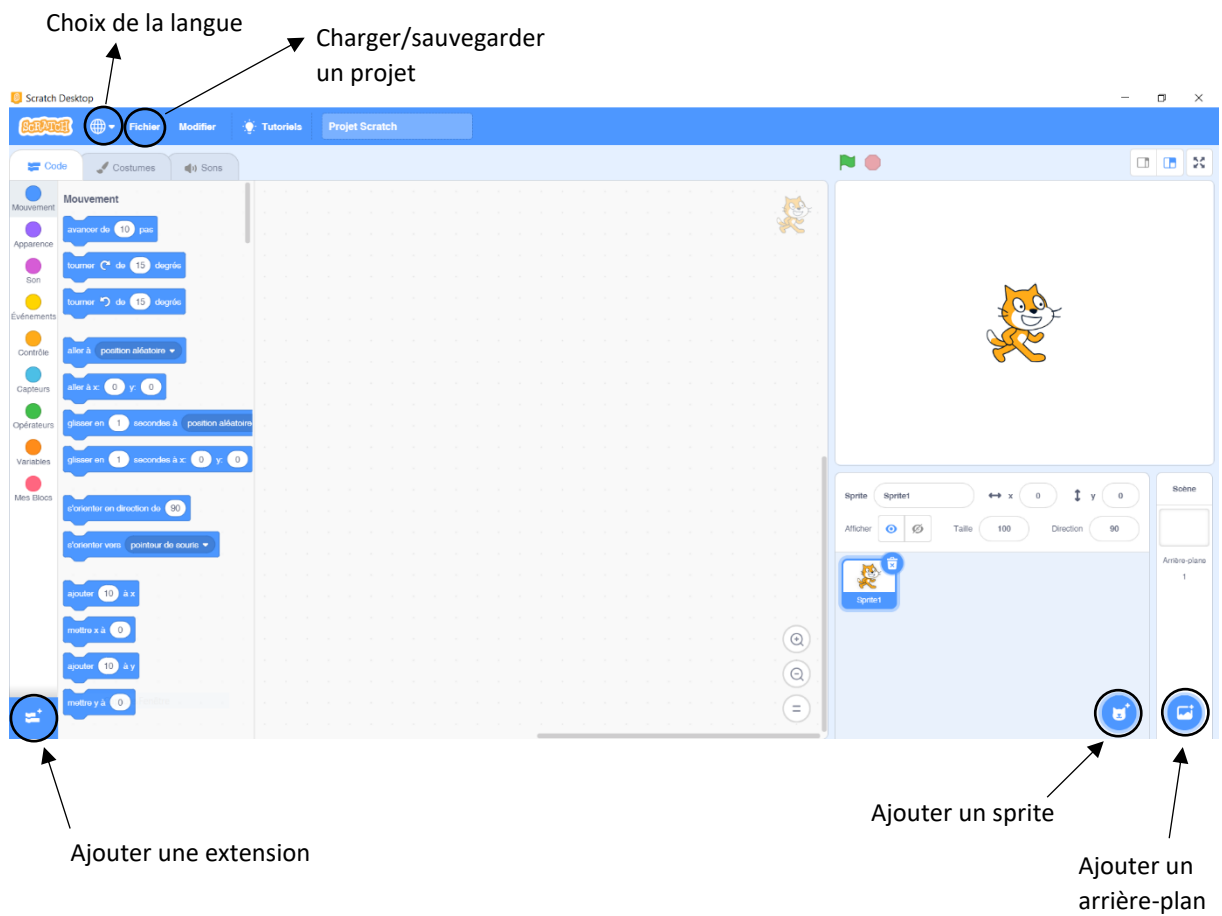 Choix de la langue
Charger/sauvegarder
un projet
Scratch Desktop
SCRATCH Fichier Modifier Tutoriels Projet Scratch
Code Costumes Sons
Mouvement
Apparence
Son
Événements
Contrôle
Capteurs
Opérateurs
Variables
Mes Blocs
Mouvement
avancer de 10 pas
tourner de 15 degrés
tourner de 15 degrés
aller à position aléatoire
aller à x: 0 y: 0
glisser en 1 secondes à position aléatoire
glisser en 1 secondes à x: 0 y: 0
s'orienter en direction de 90
s'orienter vers pointeur de souris
ajouter 10 à x
mettre x à 0
ajouter 10 à y
mettre y à 0
Sprite Sprite1 x 0 y 0
Afficher Taille 100 Direction 90
Sprite1
Scène
Arrière-plans
1
Ajouter un sprite
Ajouter une extension
Ajouter un
arrière-plan